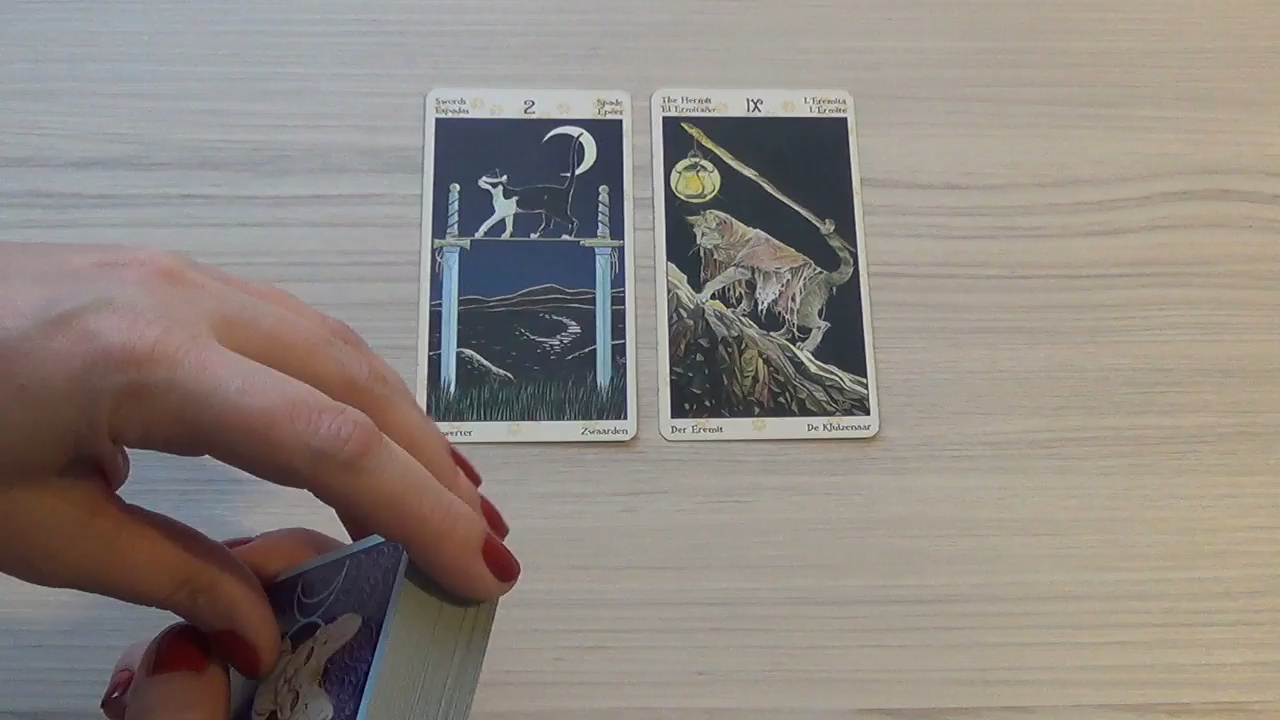 Swords
Espadas
2
Spade
Épées
Zwaarden
The Hermit
El Ermitaño
IX
L'Eremita
L'Ermite
Der Eremit
De Kluizenaar